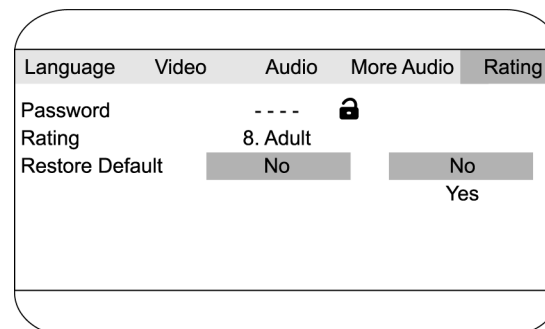 Language Video Audio More Audio Rating
Password - - - -
Rating 8. Adult
Restore Default No No
Yes